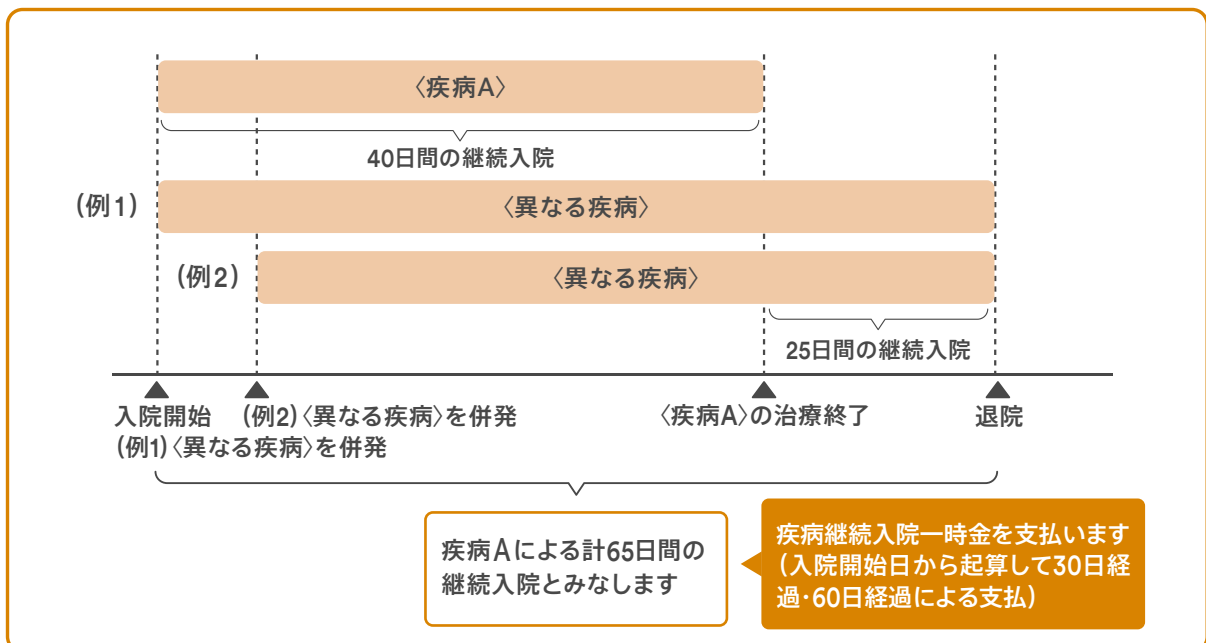 〈疾病A〉
40日間の継続入院
(例1)
〈異なる疾病〉
(例2)
〈異なる疾病〉
25日間の継続入院
入院開始
(例1)〈異なる疾病〉を併発
(例2)〈異なる疾病〉を併発
〈疾病A〉の治療終了
退院
疾病Aによる計65日間の
継続入院とみなします
疾病継続入院一時金を支払います
(入院開始日から起算して30日経
過・60日経過による支払)